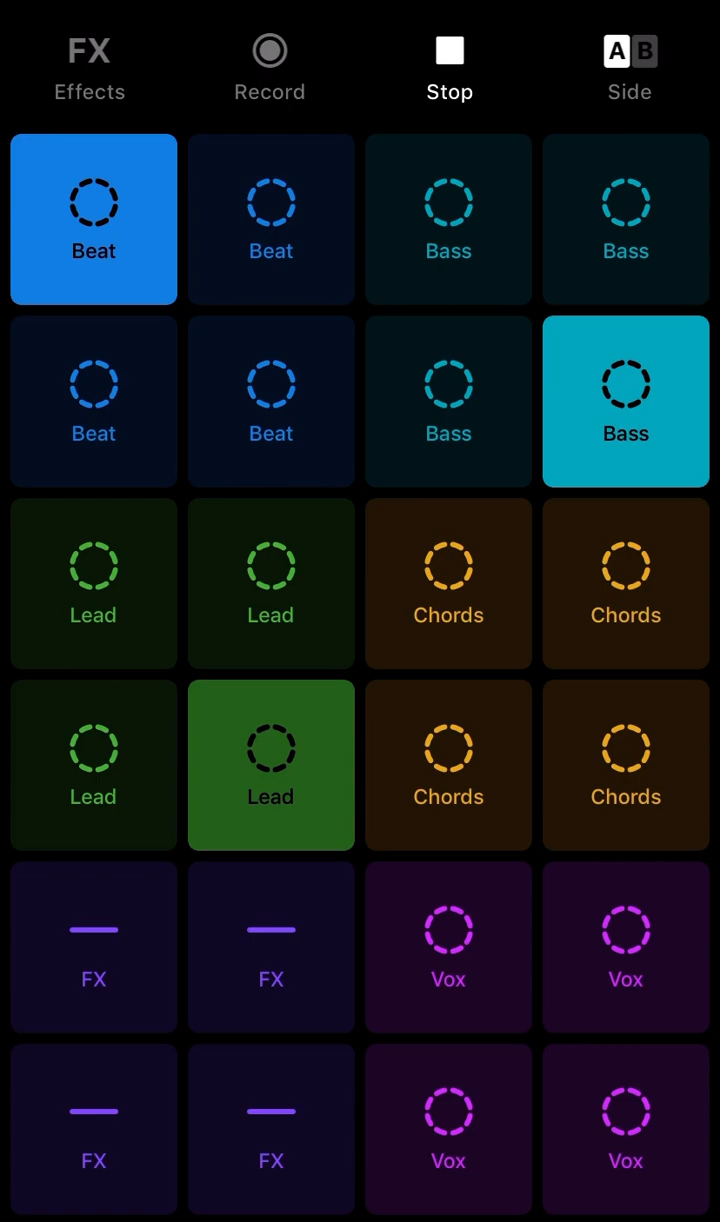 FX
Effects
Record
Stop
A B
Side
Beat
Beat
Bass
Bass
Beat
Beat
Bass
Bass
Lead
Lead
Chords
Chords
Lead
Lead
Chords
Chords
FX
FX
Vox
Vox
FX
FX
Vox
Vox